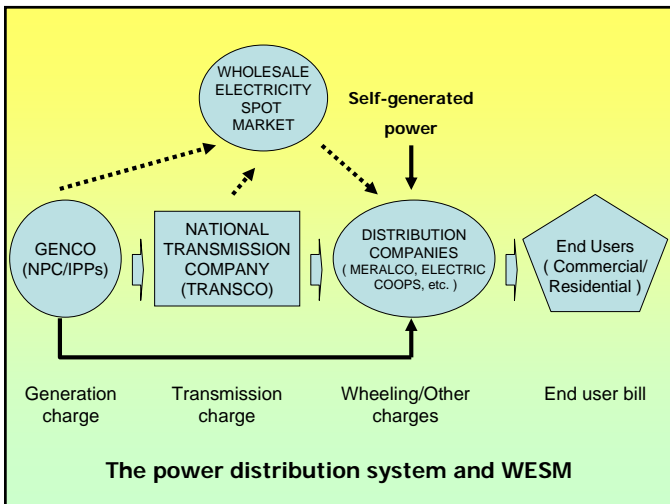 WHOLESALE
ELECTRICITY
SPOT
MARKET
Self-generated
power
GENCO
(NPC/IPPs)
NATIONAL
TRANSMISSION
COMPANY
(TRANSCO)
DISTRIBUTION
COMPANIES
( MERALCO, ELECTRIC
COOPS, etc. )
End Users
( Commercial/
Residential )
Generation
charge
Transmission
charge
Wheeling/Other
charges
End user bill
The power distribution system and WESM